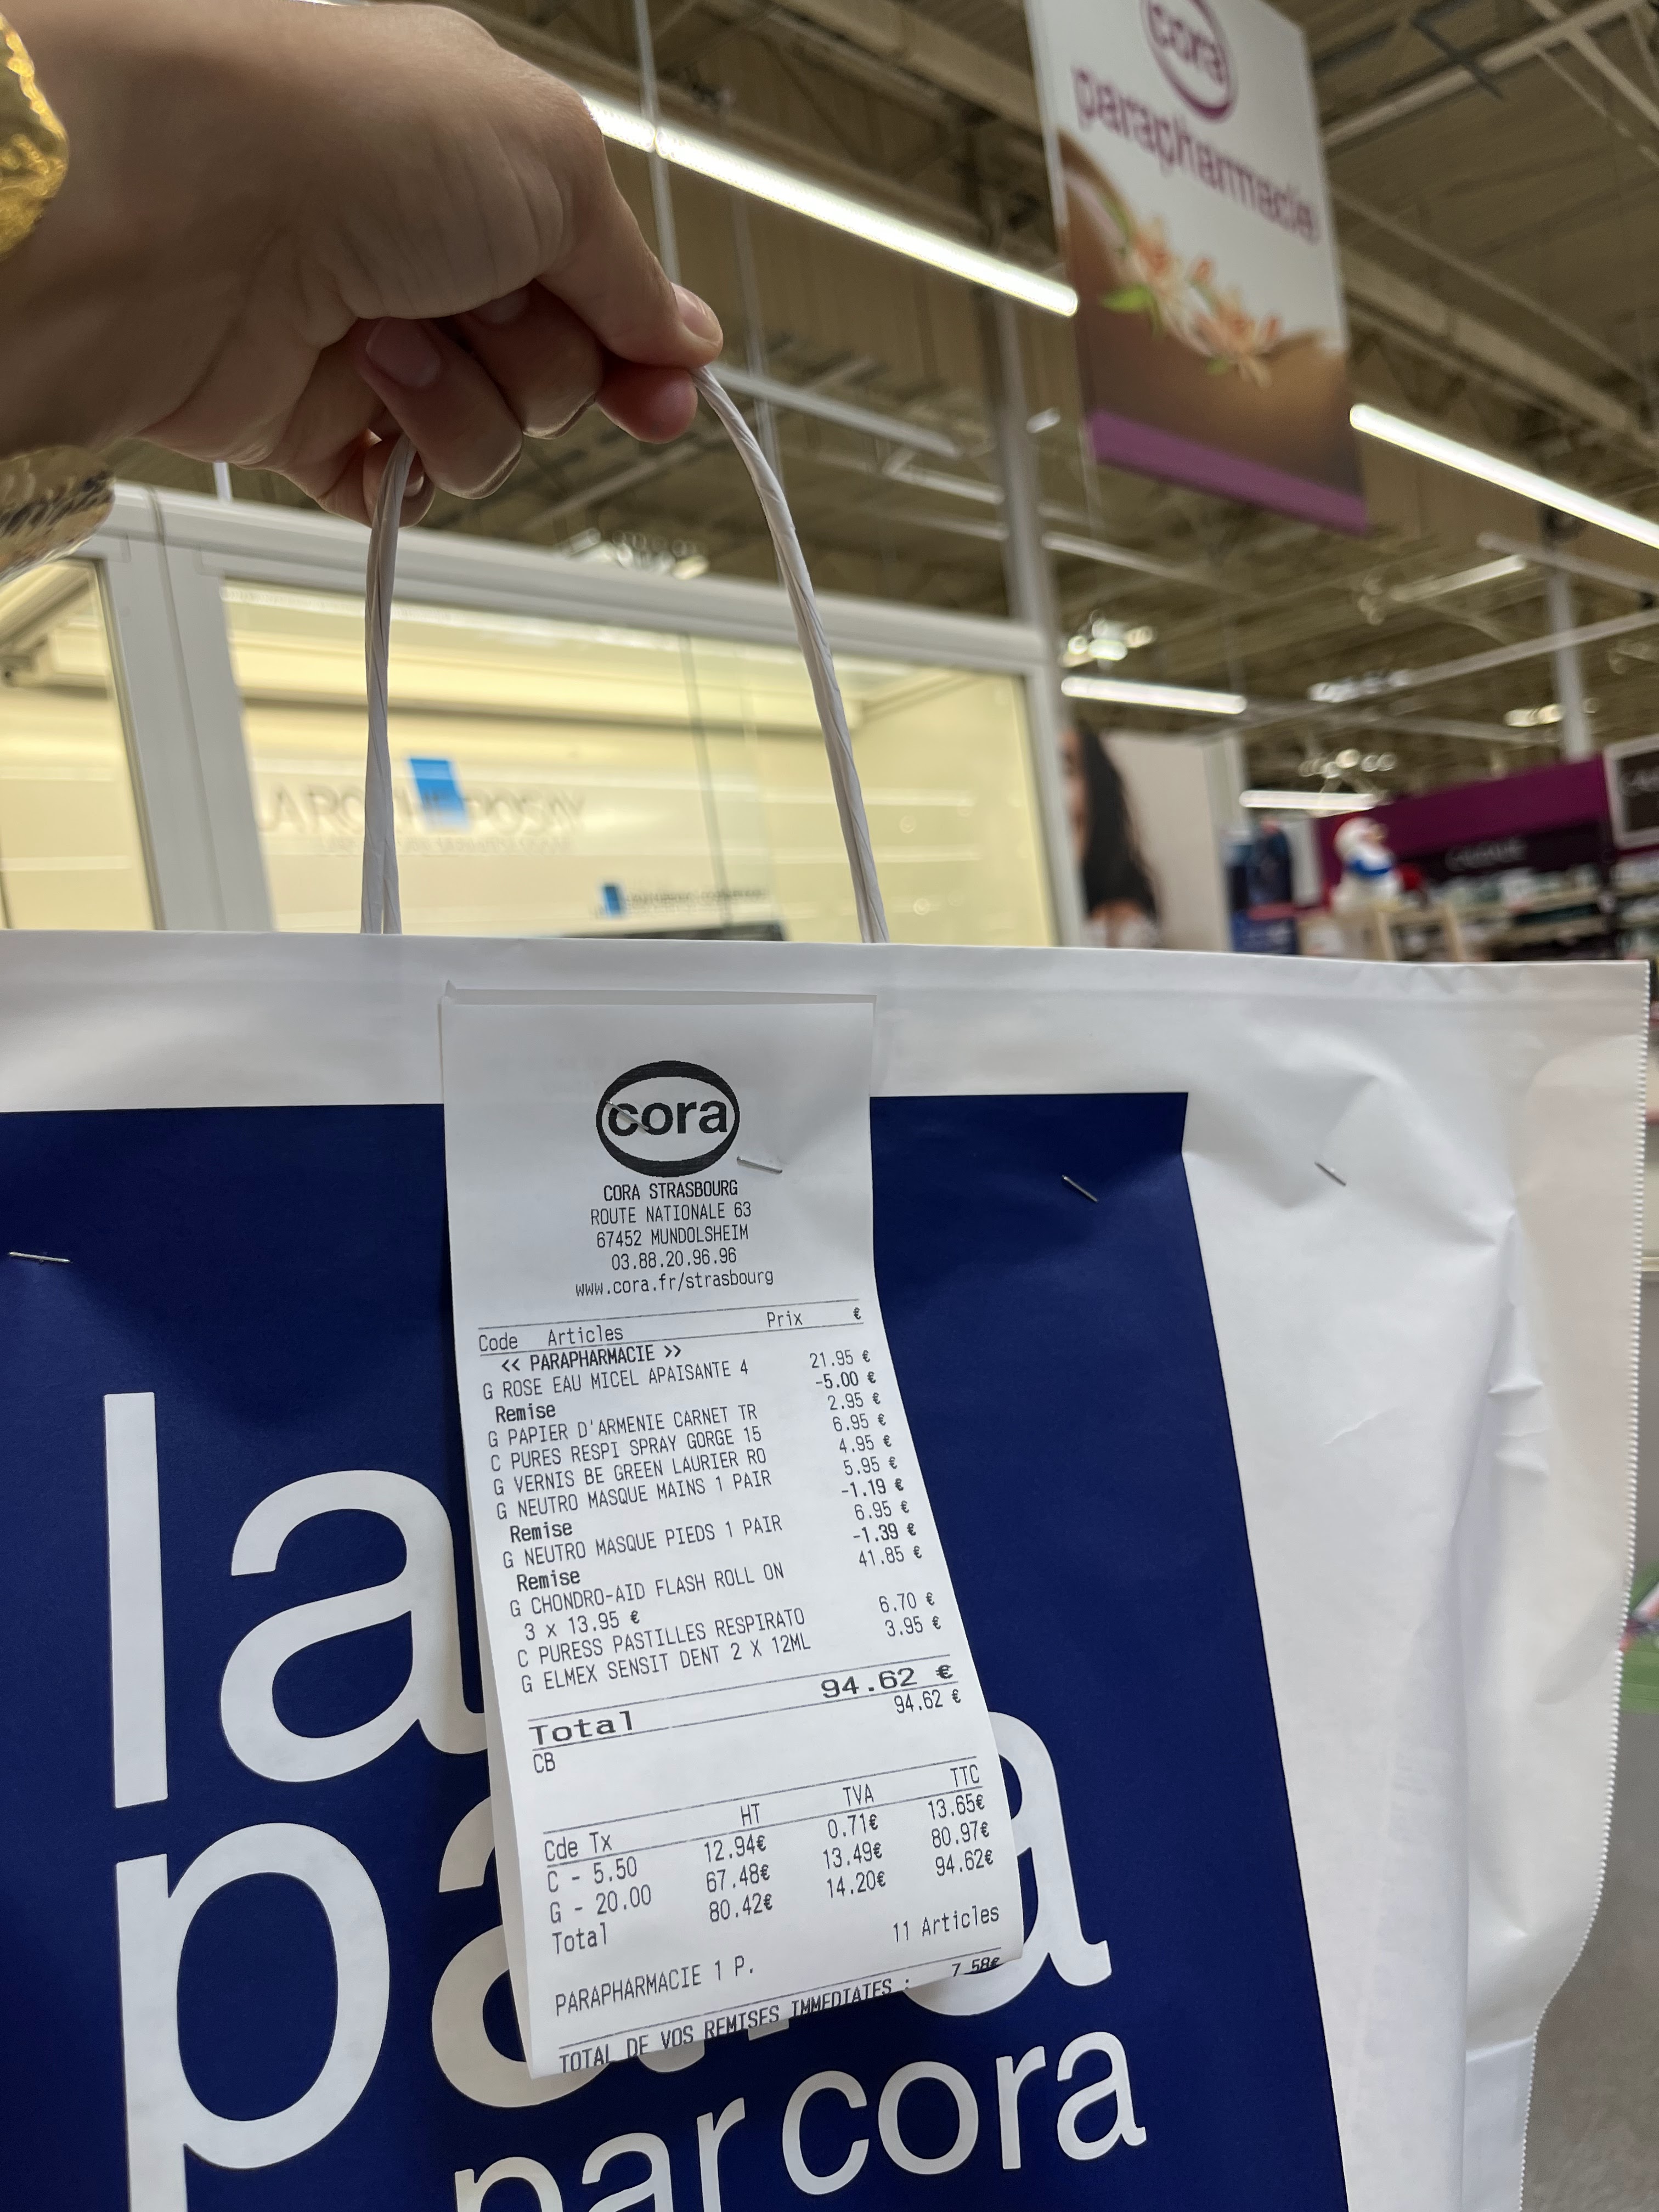 cora
parapharmacie
LA ROCHE POSAY
cora
CORA STRASBOURG
ROUTE NATIONALE 63
67452 MUNDOLSHEIM
03.88.20.96.96
www.cora.fr/strasbourg
Code Articles Prix €
<< PARAPHARMACIE >>
G ROSE EAU MICEL APAISANTE 4 21.95 €
Remise -5.00 €
G PAPIER D'ARMENIE CARNET TR 2.95 €
C PURES RESPI SPRAY GORGE 15 6.95 €
G VERNIS BE GREEN LAURIER RO 4.95 €
G NEUTRO MASQUE MAINS 1 PAIR 5.95 €
Remise -1.19 €
G NEUTRO MASQUE PIEDS 1 PAIR 6.95 €
Remise -1.39 €
G CHONDRO-AID FLASH ROLL ON 41.85 €
3 x 13.95 €
C PURESS PASTILLES RESPIRATO 6.70 €
G ELMEX SENSIT DENT 2 X 12ML 3.95 €
Total 94.62 €
CB 94.62 €
Cde Tx HT TVA TTC
C - 5.50 12.94€ 0.71€ 13.65€
G - 20.00 67.48€ 13.49€ 80.97€
Total 80.42€ 14.20€ 94.62€
PARAPHARMACIE 1 P. 11 Articles
TOTAL DE VOS REMISES IMMEDIATES : 7.58€
la
pa a
par cora